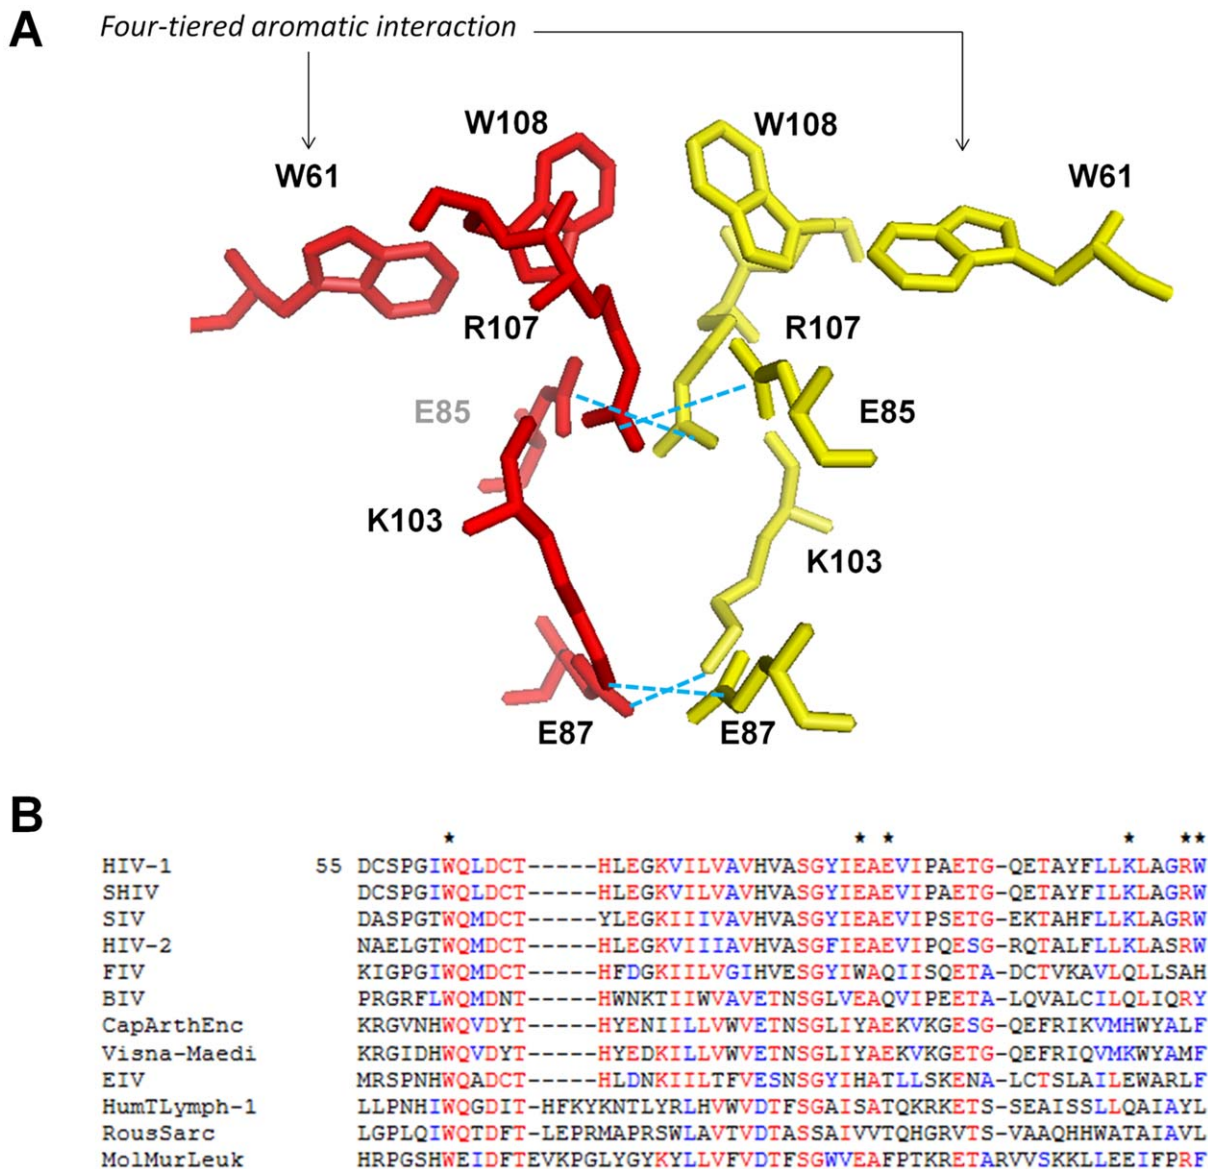 A
Four-tiered aromatic interaction
W108 W108
W61 W61
R107 R107
E85 E85
K103
K103
E87 E87
B
★ ★ ★ ★ ★★
HIV-1 55 DCSPGIWQLDCT-----HLEGKVILVAVHVASGYIEAEVIPAETG-QETAYFLLKLAGRW
SHIV DCSPGIWQLDCT-----HLEGKVILVAVHVASGYIEAEVIPAETG-QETAYFLLKLAGRW
SIV DASPGTWQMDCT-----YLEGKIIIVAVHVASGYIEAEVIPSETG-EKTAHFLLKLAGRW
HIV-2 NAELGTWQMDCT-----HLEGKVIIIAVHVASGFIEAEVIPQESG-RQTALFLLKLASRW
FIV KIGPGIWQMDCT-----HFDGKIILVGIHVESGYIWAQIISQETA-DCTVKAVLQLLSAH
BIV PRGRFLWQMDNT-----HWNKTIIWVAVETNSGLVEAQVIPEETA-LQVALCILQLIQRY
CapArthEnc KRGVNHWQVDYT-----HYENIILLVWVETNSGLIYAEKVKGESG-QEFRIKVMHWYALF
Visna-Maedi KRGIDHWQVDYT-----HYEDKILLVWVETNSGLIYAEKVKGETG-QEFRIQVMKWYAMF
EIV MRSPNHWQADCT-----HLDNKIILTFVESNSGYIHATLLSKENA-LCTSLAILEWARLF
HumTLymph-1 LLPNHIWQGDIT-HFKYKNTLYRLHVWVDTFSGAISATQKRKETS-SEAISSLLQAIAYL
RousSarc LGPLQIWQTDFT-LEPRMAPRSWLAVTVDTASSAIVVTQHGRVTS-VAAQHHWATAIAVL
MolMurLeuk HRPGSHWEIDFTEVKPGLYGYKYLLVFIDTFSGWVEAFPTKRETARVVSKKLLEEIFPRF